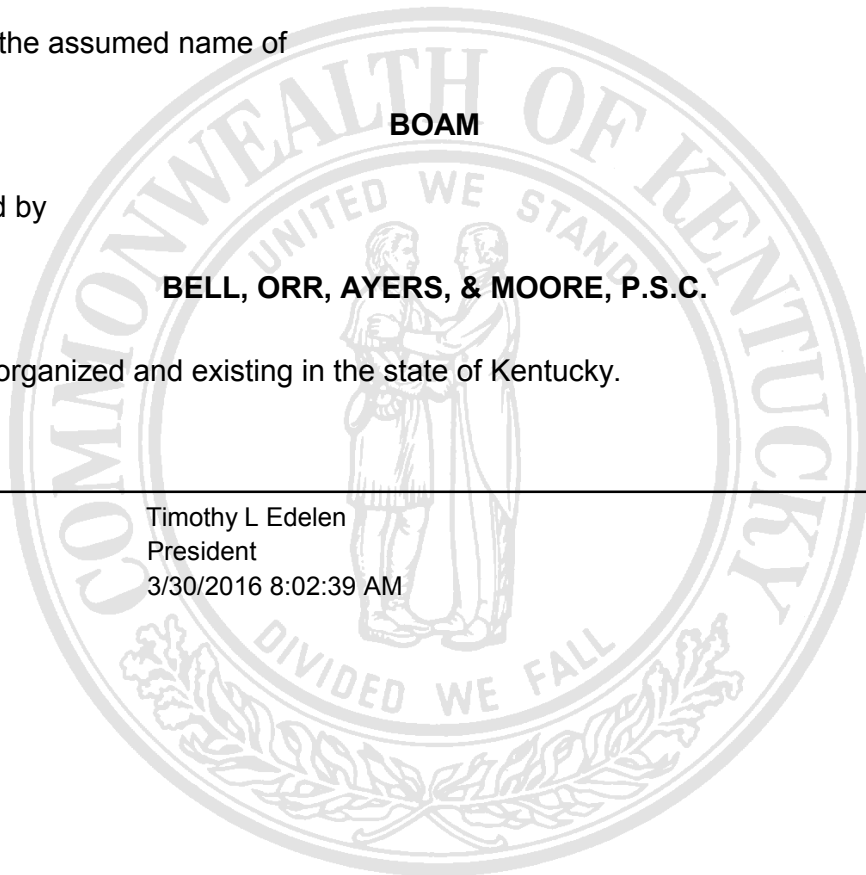 the assumed name of
BOAM
d by
BELL, ORR, AYERS, & MOORE, P.S.C.
organized and existing in the state of Kentucky.
Timothy L Edelen
President
3/30/2016 8:02:39 AM
COMMONWEALTH OF KENTUCKY
UNITED WE STAND
DIVIDED WE FALL